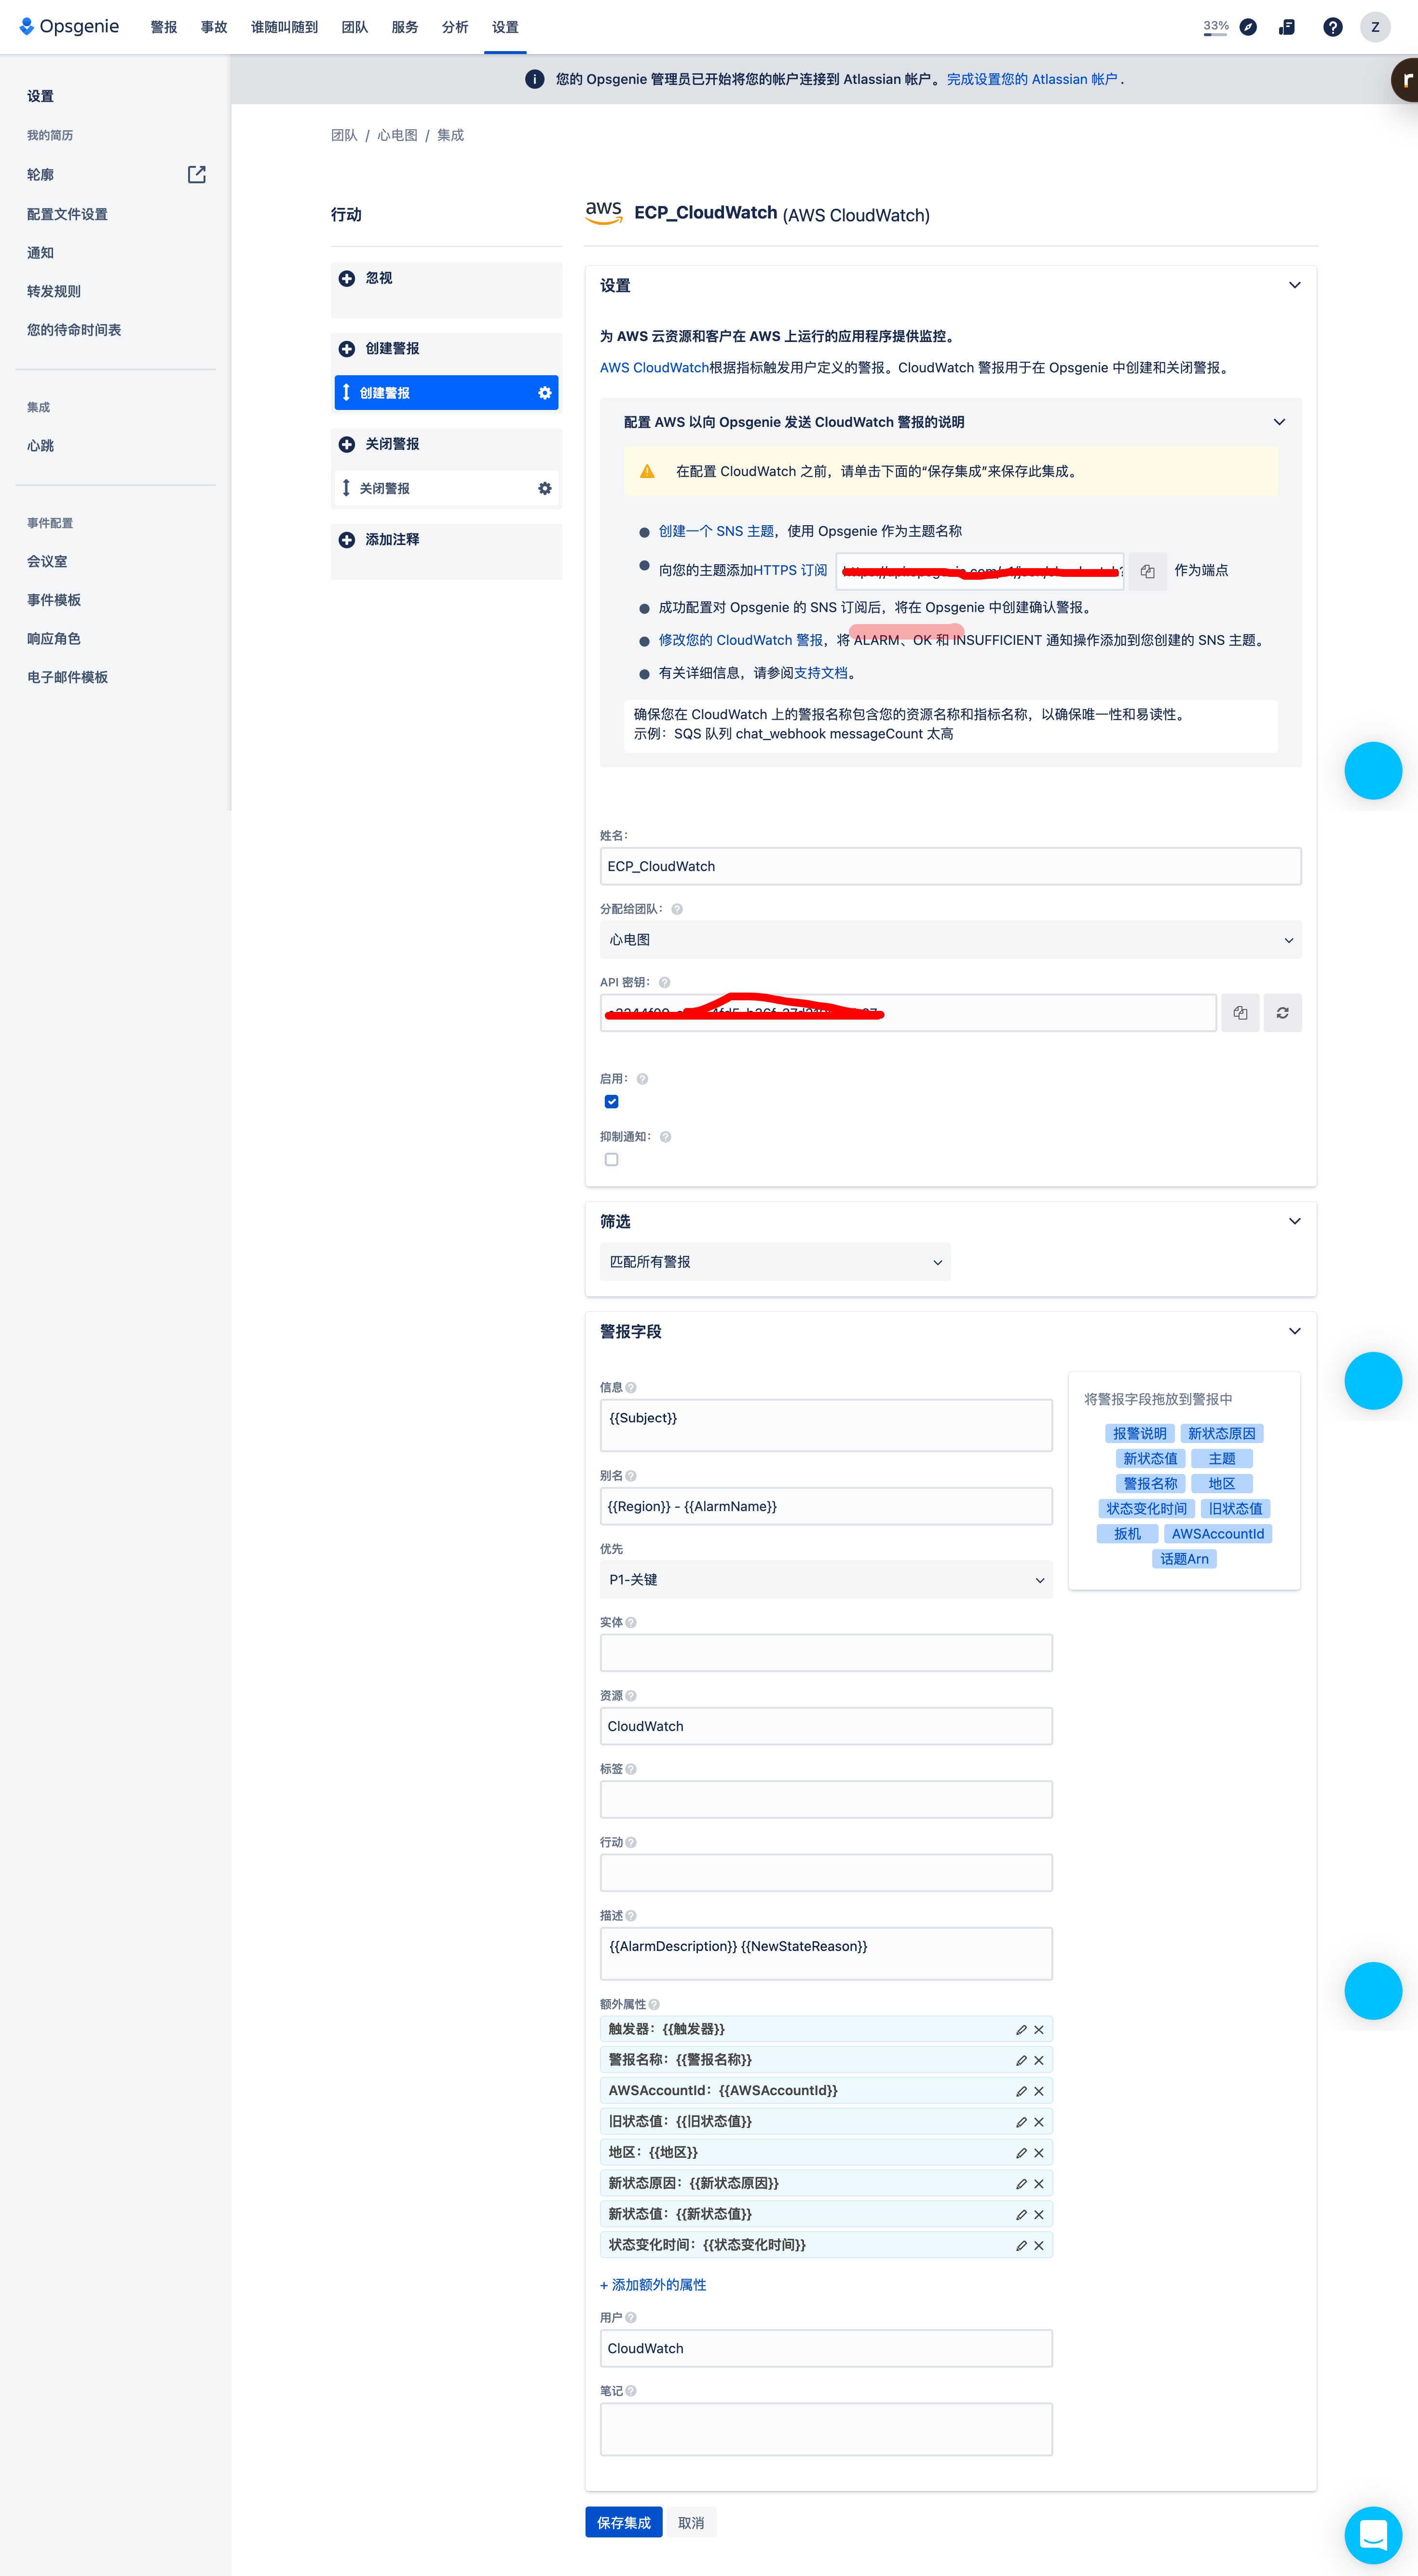 Opsgenie 警报 事故 谁随叫随到 团队 服务 分析 设置 33% Z
您的 Opsgenie 管理员已开始将您的帐户连接到 Atlassian 帐户。完成设置您的 Atlassian 帐户.
r
设置
我的简历
轮廓
配置文件设置
通知
转发规则
您的待命时间表
集成
心跳
事件配置
会议室
事件模板
响应角色
电子邮件模板
团队 / 心电图 / 集成
行动
忽视
创建警报
创建警报
关闭警报
关闭警报
添加注释
aws ECP_CloudWatch (AWS CloudWatch)
设置
为 AWS 云资源和客户在 AWS 上运行的应用程序提供监控。
AWS CloudWatch根据指标触发用户定义的警报。CloudWatch 警报用于在 Opsgenie 中创建和关闭警报。
配置 AWS 以向 Opsgenie 发送 CloudWatch 警报的说明
在配置 CloudWatch 之前，请单击下面的“保存集成”来保存此集成。
创建一个 SNS 主题，使用 Opsgenie 作为主题名称
向您的主题添加HTTPS 订阅 作为端点
成功配置对 Opsgenie 的 SNS 订阅后，将在 Opsgenie 中创建确认警报。
修改您的 CloudWatch 警报，将 ALARM、OK 和 INSUFFICIENT 通知操作添加到您创建的 SNS 主题。
有关详细信息，请参阅支持文档。
确保您在 CloudWatch 上的警报名称包含您的资源名称和指标名称，以确保唯一性和易读性。
示例：SQS 队列 chat_webhook messageCount 太高
姓名：
ECP_CloudWatch
分配给团队：
心电图
API 密钥：
启用：
抑制通知：
筛选
匹配所有警报
警报字段
信息
{{Subject}}
别名
{{Region}} - {{AlarmName}}
优先
P1-关键
实体
资源
CloudWatch
标签
行动
描述
{{AlarmDescription}} {{NewStateReason}}
额外属性
触发器：{{触发器}}
警报名称：{{警报名称}}
AWSAccountId：{{AWSAccountId}}
旧状态值：{{旧状态值}}
地区：{{地区}}
新状态原因：{{新状态原因}}
新状态值：{{新状态值}}
状态变化时间：{{状态变化时间}}
+ 添加额外的属性
用户
CloudWatch
笔记
将警报字段拖放到警报中
报警说明 新状态原因
新状态值 主题
警报名称 地区
状态变化时间 旧状态值
扳机 AWSAccountId
话题Arn
保存集成 取消